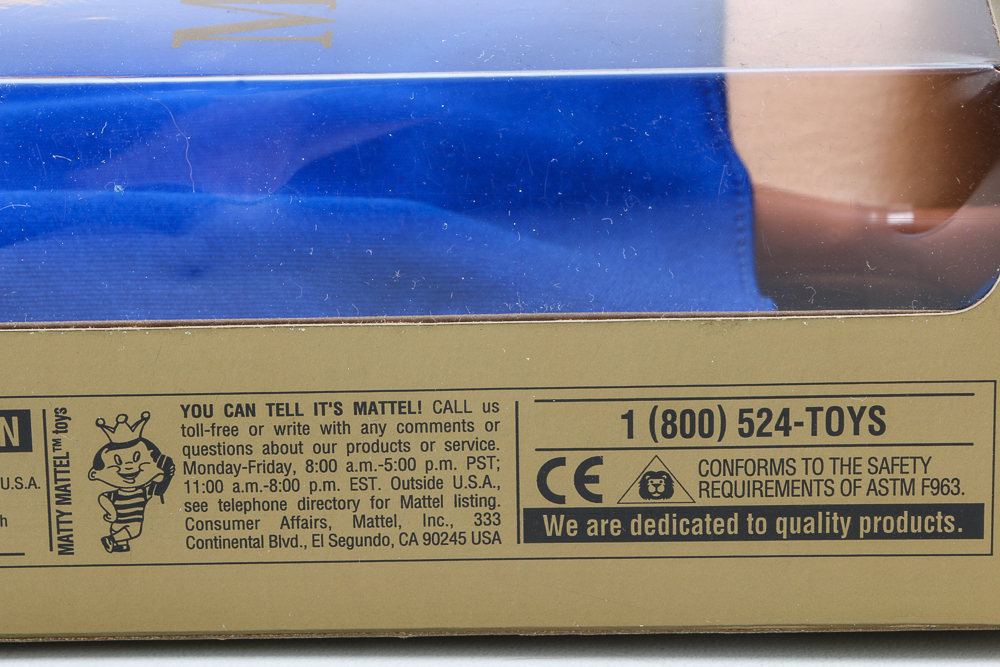 M
N
U.S.A.
h
MATTY MATTEL™ toys
YOU CAN TELL IT'S MATTEL! CALL us
toll-free or write with any comments or
questions about our products or service.
Monday-Friday, 8:00 a.m.-5:00 p.m. PST;
11:00 a.m.-8:00 p.m. EST. Outside U.S.A.,
see telephone directory for Mattel listing.
Consumer Affairs, Mattel, Inc., 333
Continental Blvd., El Segundo, CA 90245 USA
1 (800) 524-TOYS
CE
CONFORMS TO THE SAFETY
REQUIREMENTS OF ASTM F963.
We are dedicated to quality products.